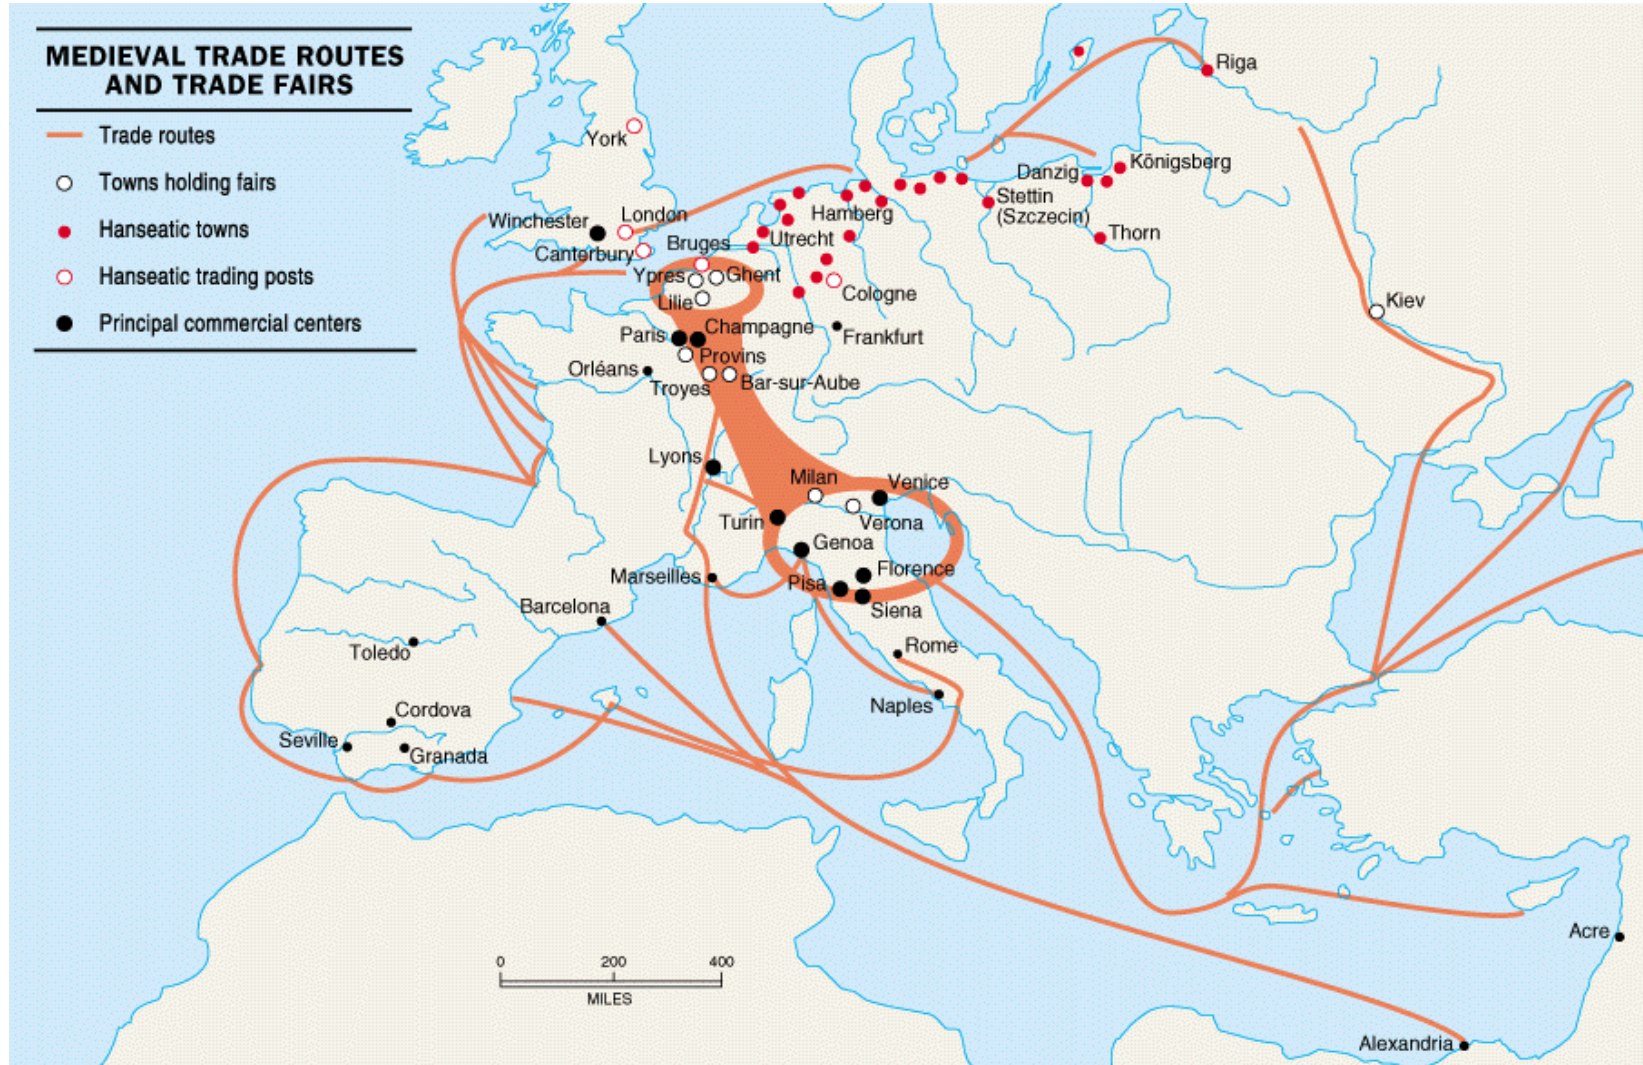 MEDIEVAL TRADE ROUTES
AND TRADE FAIRS
Trade routes
Towns holding fairs
Hanseatic towns
Hanseatic trading posts
Principal commercial centers
Riga
York
Königsberg
Danzig
Stettin
(Szczecin)
Hamberg
Winchester
London
Thorn
Utrecht
Bruges
Canterbury
Ypres
Ghent
Cologne
Lilie
Kiev
Champagne
Paris
Frankfurt
Provins
Orléans
Troyes
Bar-sur-Aube
Lyons
Milan
Venice
Turin
Verona
Genoa
Florence
Marseilles
Pisa
Barcelona
Siena
Rome
Toledo
Naples
Cordova
Seville
Granada
Acre
0 200 400
MILES
Alexandria